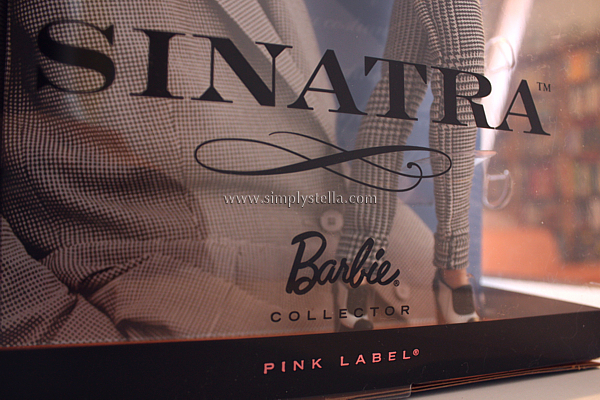 SINATRA™
www.simplystella.com
Barbie®
COLLECTOR
PINK LABEL®